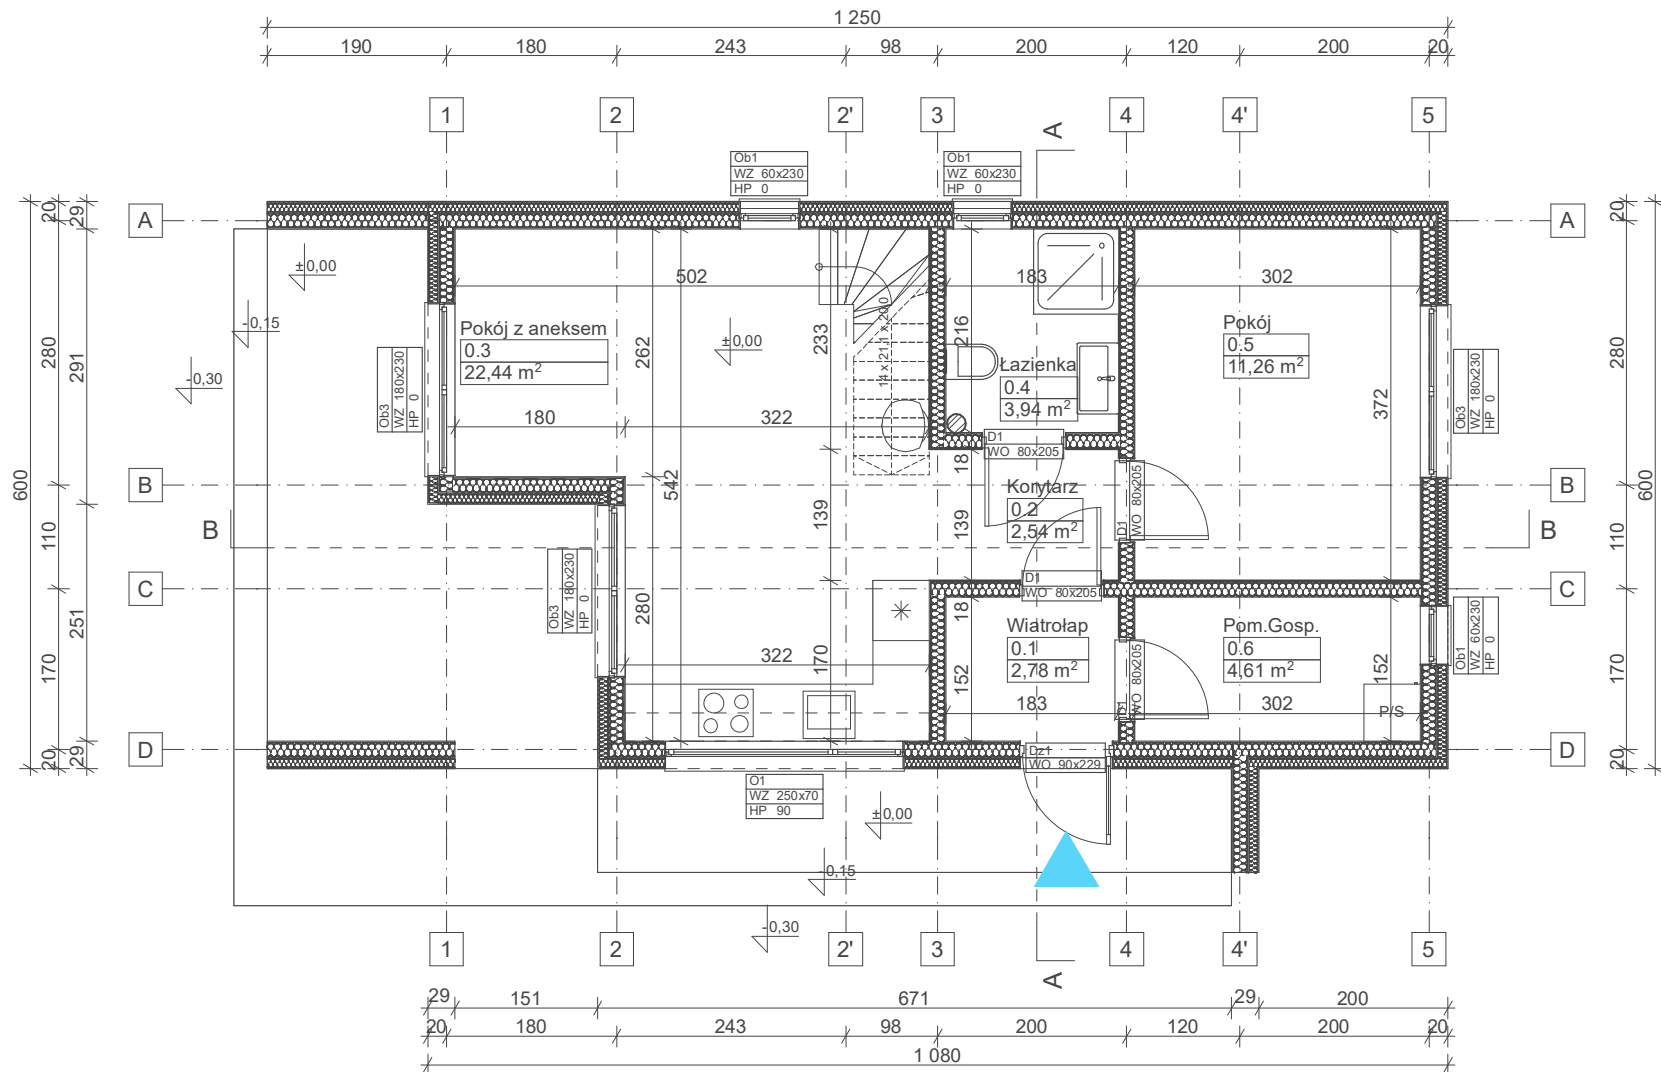 1 250
190 180 243 98 200 120 200 20
1 2 2' 3 4 4' 5
A
Ob1
WZ 60x230
HP 0
Ob1
WZ 60x230
HP 0
A A
B B
C C
D D
B B
20 29
280 291
600
110
251
170
20 29
20
280
600
110
170
20
±0,00
-0,15
-0,30
502
Pokój z aneksem
0.3
22,44 m²
±0,00
262
233
180
322
542
139
280
322
170
14 x 21,1 x 20,0
183
216
Łazienka
0.4
3,94 m²
D1
WO 80x205
18
Korytarz
0.2
2,54 m²
139
D1
WO 80x205
302
Pokój
0.5
11,26 m²
372
Ob3
WZ 180x230
HP 0
Ob3
WZ 180x230
HP 0
Ob3
WZ 180x230
HP 0
D1
WO 80x205
18
Wiatrołap
0.1
2,78 m²
152
183
D1
WO 80x205
Pom.Gosp.
0.6
4,61 m²
152
302
P/S
Ob1
WZ 60x230
HP 0
Dz1
WO 90x229
O1
WZ 250x70
HP 90
±0,00
-0,15
-0,30
1 2 2' 3 4 4' 5
A
29 151 671 29 200
20 180 243 98 200 120 200 20
1 080